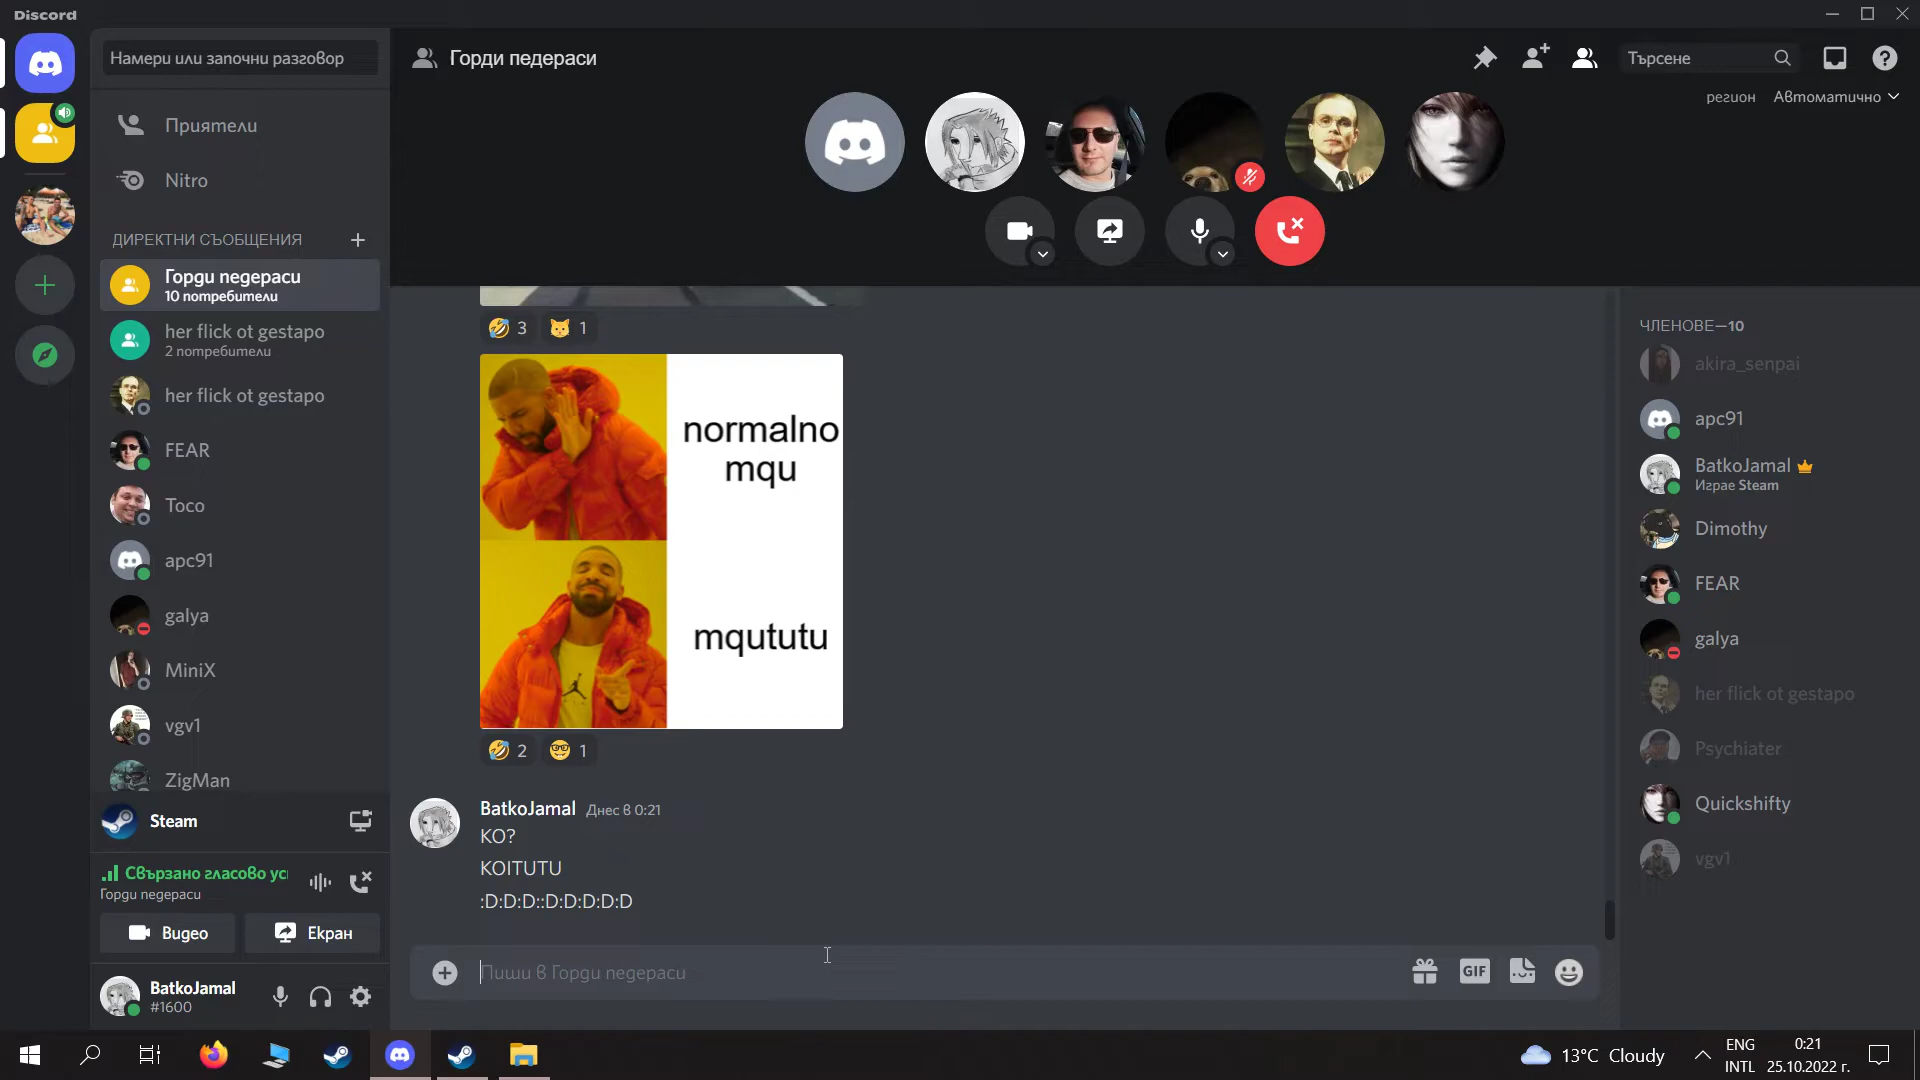 Discord
Намери или започни разговор
Приятели
Nitro
ДИРЕКТНИ СЪОБЩЕНИЯ
Горди педераси
10 потребители
her flick ot gestapo
2 потребители
her flick ot gestapo
FEAR
Toco
apc91
galya
MiniX
vgv1
ZigMan
Steam
Свързано гласово ус
Горди педераси
Видео
Екран
BatkoJamal
#1600
Горди педераси
Търсене
регион
Автоматично
3
1
normalno
mqu
mqututu
2
1
BatkoJamal Днес в 0:21
KO?
KOITUTU
:D:D:D::D:D:D:D:D
Пиши в Горди педераси
GIF
ЧЛЕНОВЕ—10
akira_senpai
apc91
BatkoJamal
Играе Steam
Dimothy
FEAR
galya
her flick ot gestapo
Psychiater
Quickshifty
vgv1
13°C Cloudy
ENG
INTL
0:21
25.10.2022 г.